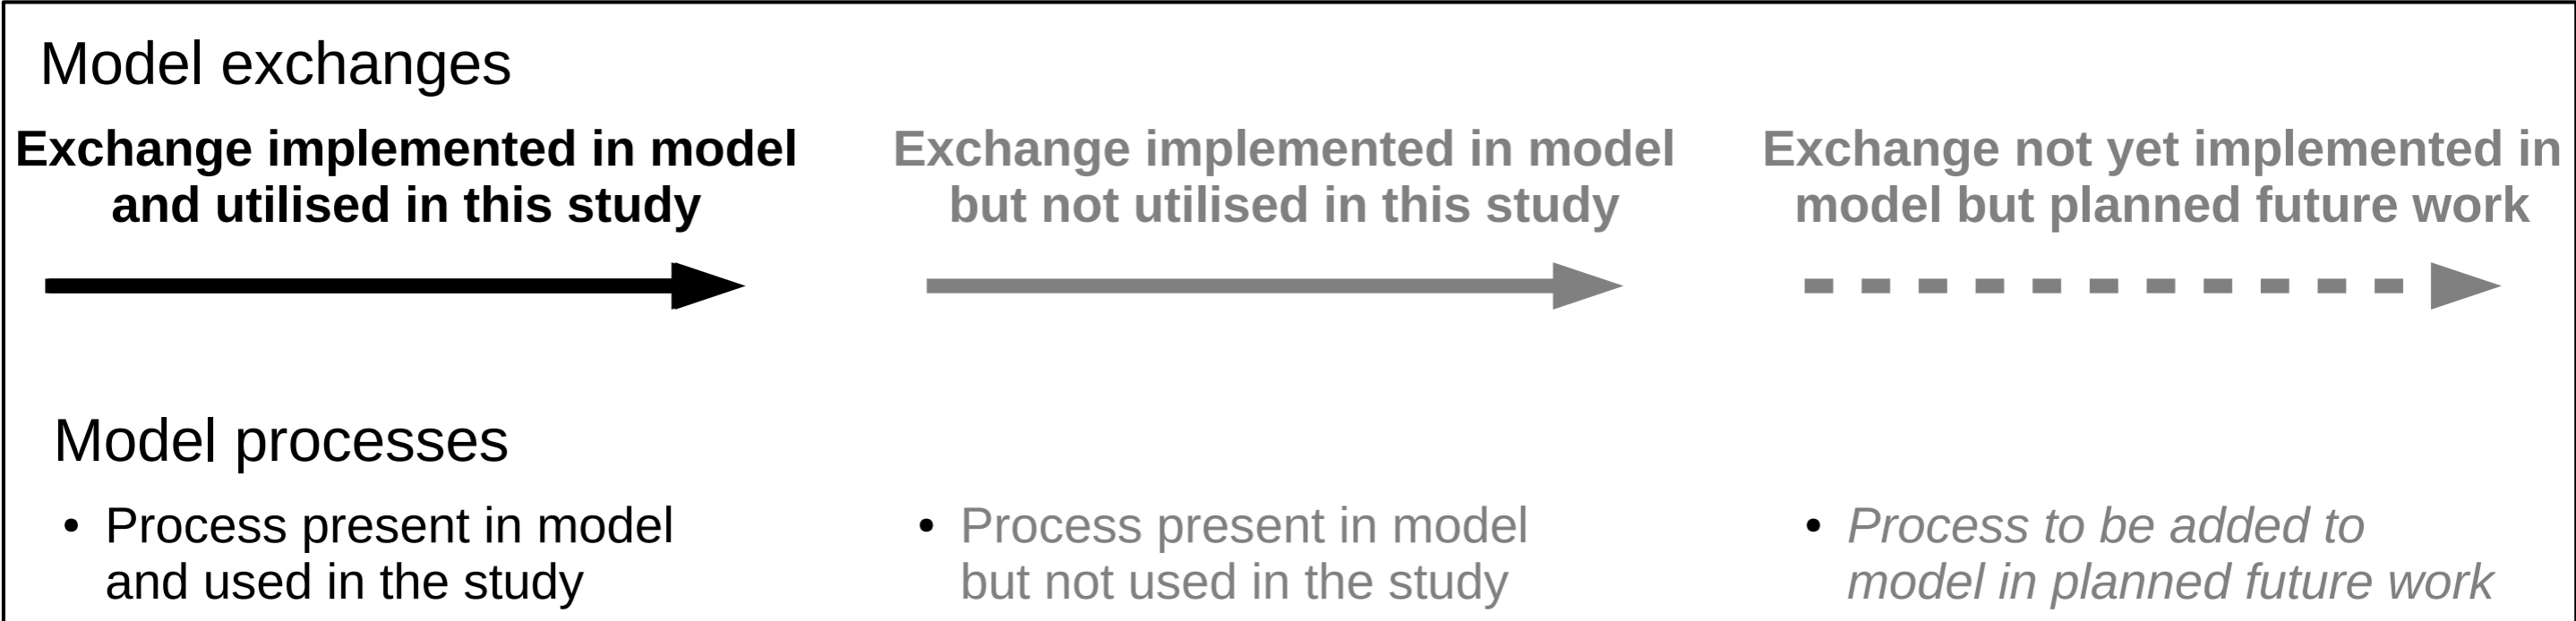 Model exchanges
Exchange implemented in model
and utilised in this study
Exchange implemented in model
but not utilised in this study
Exchange not yet implemented in
model but planned future work
Model processes
• Process present in model
and used in the study
• Process present in model
but not used in the study
• Process to be added to
model in planned future work